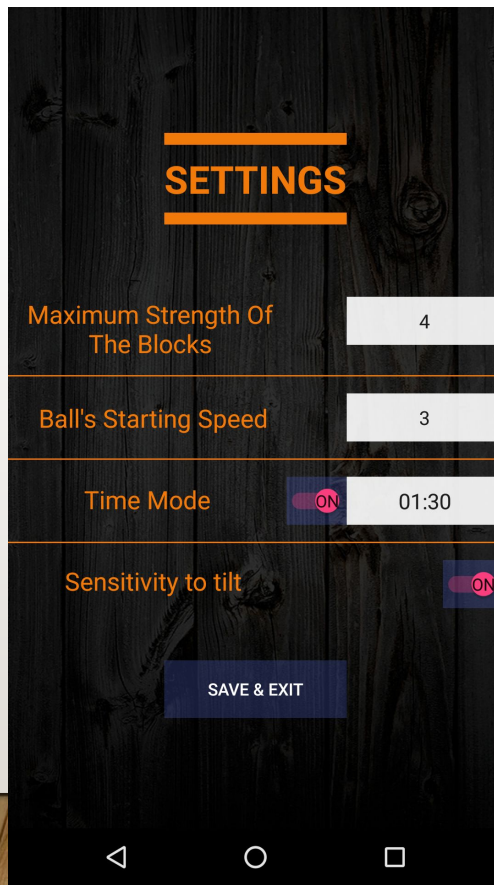 SETTINGS
Maximum Strength Of
The Blocks
4
Ball's Starting Speed
3
Time Mode
ON
01:30
Sensitivity to tilt
ON
SAVE & EXIT